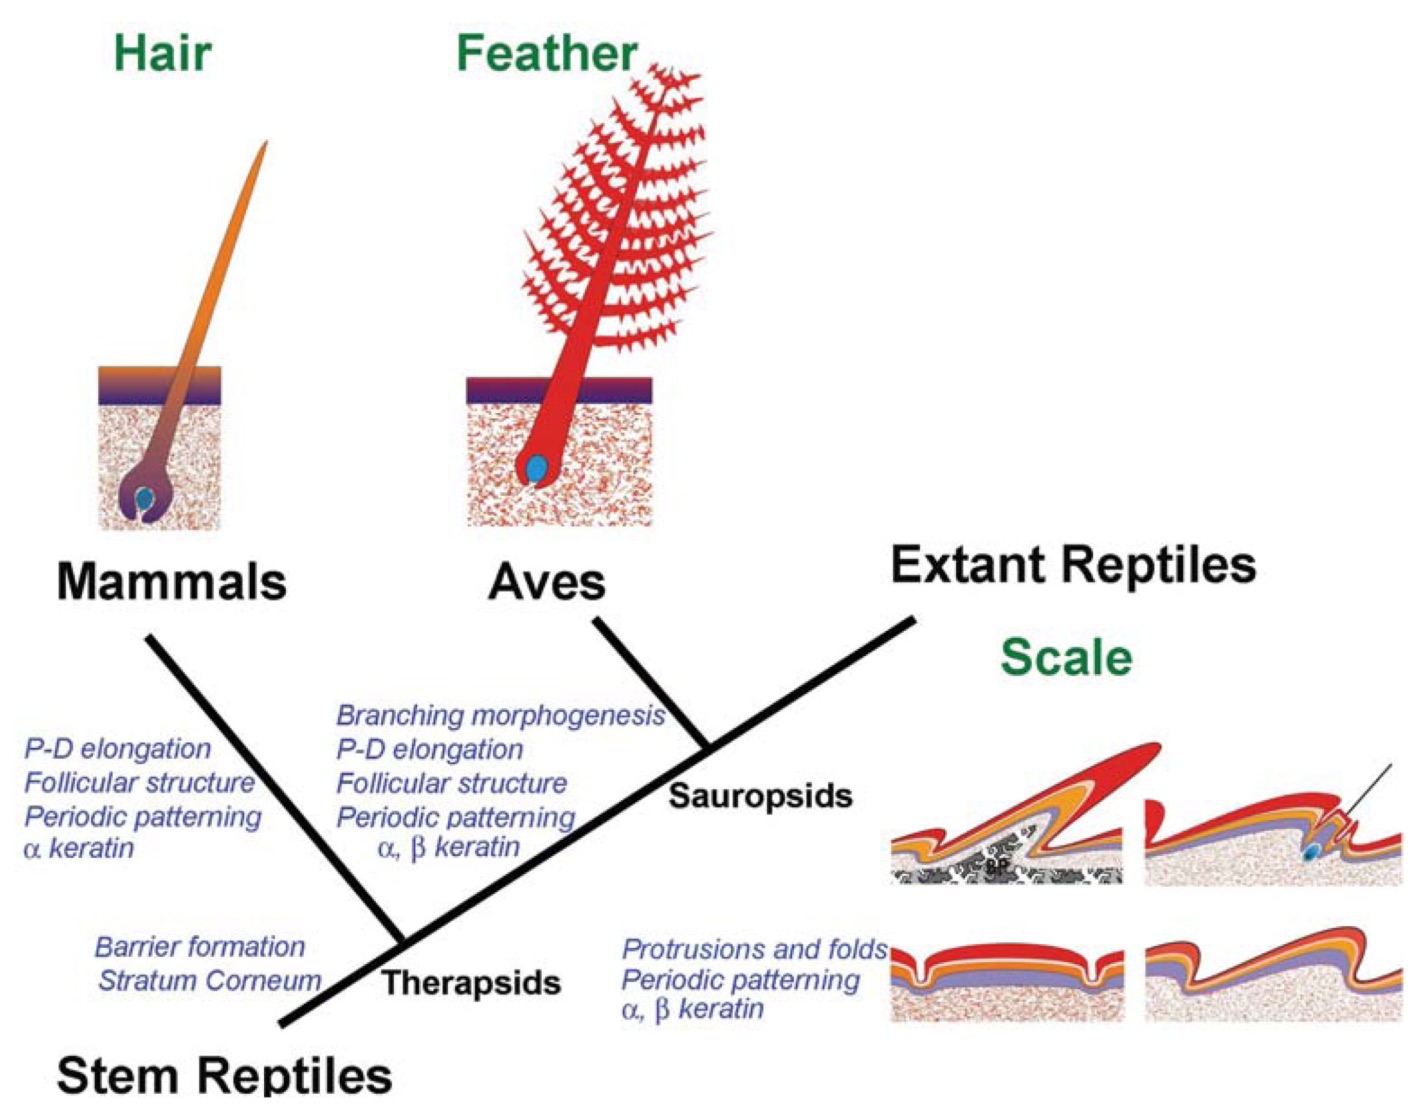 Hair
Feather
Mammals
Aves
Extant Reptiles
Scale
Branching morphogenesis
P-D elongation
Follicular structure
Periodic patterning
α, β keratin
P-D elongation
Follicular structure
Periodic patterning
α keratin
Sauropsids
BP
Barrier formation
Stratum Corneum
Therapsids
Protrusions and folds
Periodic patterning
α, β keratin
Stem Reptiles